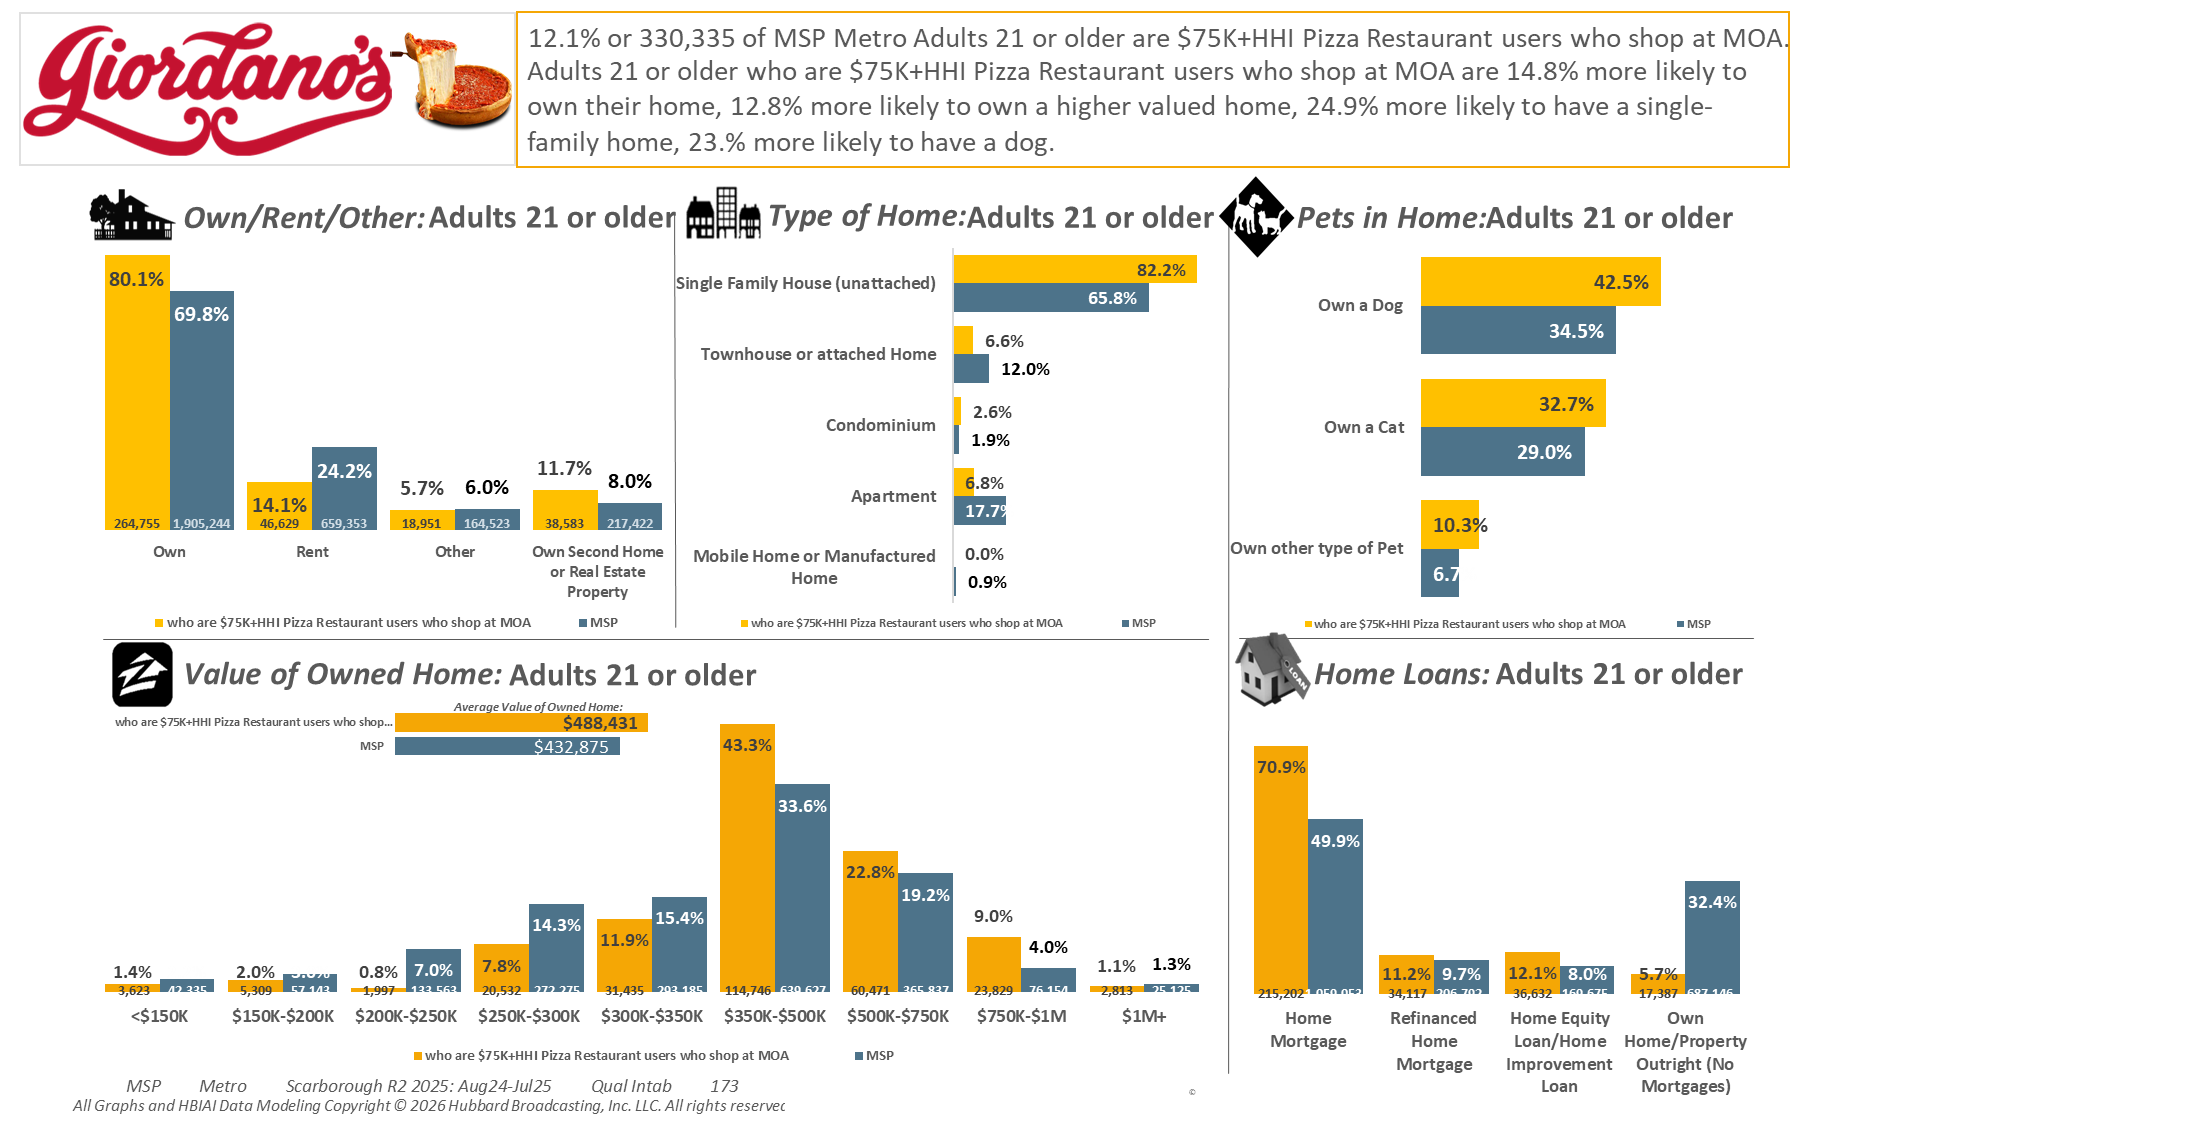 Giordano's
12.1% or 330,335 of MSP Metro Adults 21 or older are $75K+HHI Pizza Restaurant users who shop at MOA.
Adults 21 or older who are $75K+HHI Pizza Restaurant users who shop at MOA are 14.8% more likely to
own their home, 12.8% more likely to own a higher valued home, 24.9% more likely to have a single-
family home, 23.% more likely to have a dog.
Own/Rent/Other: Adults 21 or older
80.1%
69.8%
14.1%
24.2%
5.7%
6.0%
11.7%
8.0%
264,755
1,905,244
46,629
659,353
18,951
164,523
38,583
217,422
Own
Rent
Other
Own Second Home
or Real Estate
Property
who are $75K+HHI Pizza Restaurant users who shop at MOA
MSP
Type of Home: Adults 21 or older
Single Family House (unattached)
82.2%
65.8%
Townhouse or attached Home
6.6%
12.0%
Condominium
2.6%
1.9%
Apartment
6.8%
17.7%
Mobile Home or Manufactured
Home
0.0%
0.9%
who are $75K+HHI Pizza Restaurant users who shop at MOA
MSP
Pets in Home: Adults 21 or older
Own a Dog
42.5%
34.5%
Own a Cat
32.7%
29.0%
Own other type of Pet
10.3%
6.7
who are $75K+HHI Pizza Restaurant users who shop at MOA
MSP
Value of Owned Home: Adults 21 or older
Average Value of Owned Home:
who are $75K+HHI Pizza Restaurant users who shop...
$488,431
MSP
$432,875
1.4%
2.0%
0.8%
7.0%
7.8%
14.3%
11.9%
15.4%
43.3%
33.6%
22.8%
19.2%
9.0%
4.0%
1.1%
1.3%
3,623
42,335
5,309
57,143
1,997
133,563
20,532
272,275
31,435
293,185
114,746
639,627
60,471
365,837
23,829
76,154
2,813
25,125
<$150K
$150K-$200K
$200K-$250K
$250K-$300K
$300K-$350K
$350K-$500K
$500K-$750K
$750K-$1M
$1M+
who are $75K+HHI Pizza Restaurant users who shop at MOA
MSP
LOAN
Home Loans: Adults 21 or older
70.9%
49.9%
11.2%
9.7%
12.1%
8.0%
5.7%
32.4%
215,202
34,117
36,632
17,387
Home
Mortgage
Refinanced
Home
Mortgage
Home Equity
Loan/Home
Improvement
Loan
Own
Home/Property
Outright (No
Mortgages)
MSP Metro Scarborough R2 2025: Aug24-Jul25 Qual Intab 173
All Graphs and HBIAI Data Modeling Copyright © 2026 Hubbard Broadcasting, Inc. LLC. All rights reserved
©